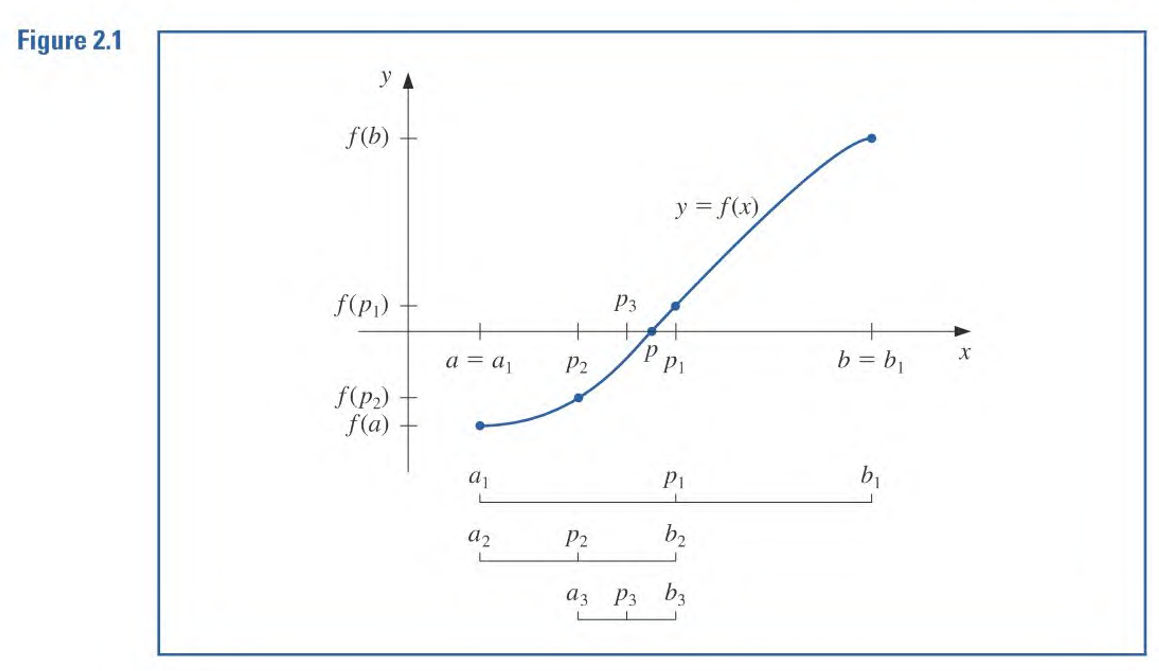 Figure 2.1
y
f(b)
y = f(x)
f(p₁)
p₃
a = a₁ p₂ p p₁ b = b₁ x
f(p₂)
f(a)
a₁ p₁ b₁
a₂ p₂ b₂
a₃ p₃ b₃